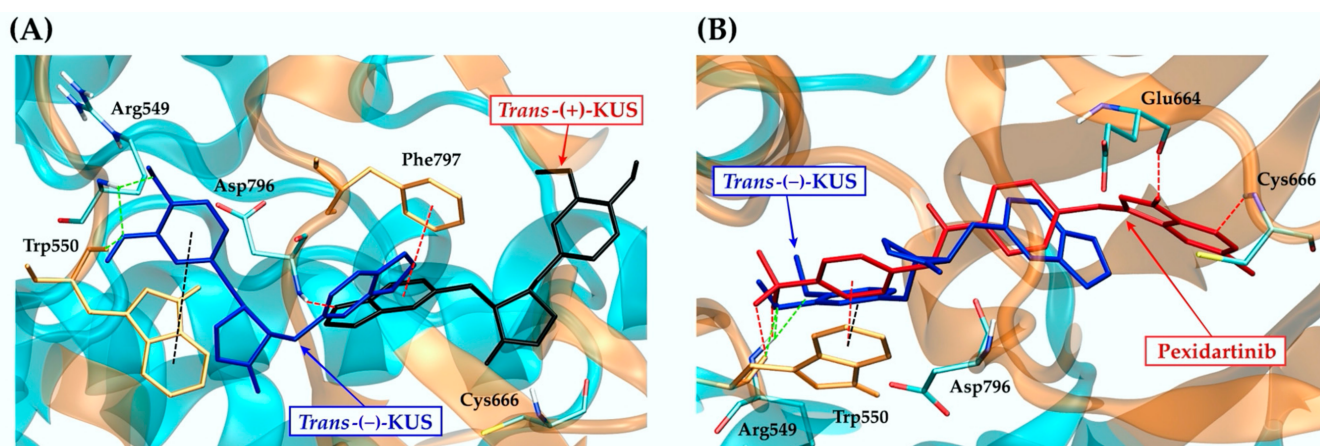 (A)
(B)
Arg549
Trans-(+)-KUS
Phe797
Asp796
Trp550
Cys666
Trans-(–)-KUS
Glu664
Trans-(–)-KUS
Cys666
Pexidartinib
Asp796
Trp550
Arg549